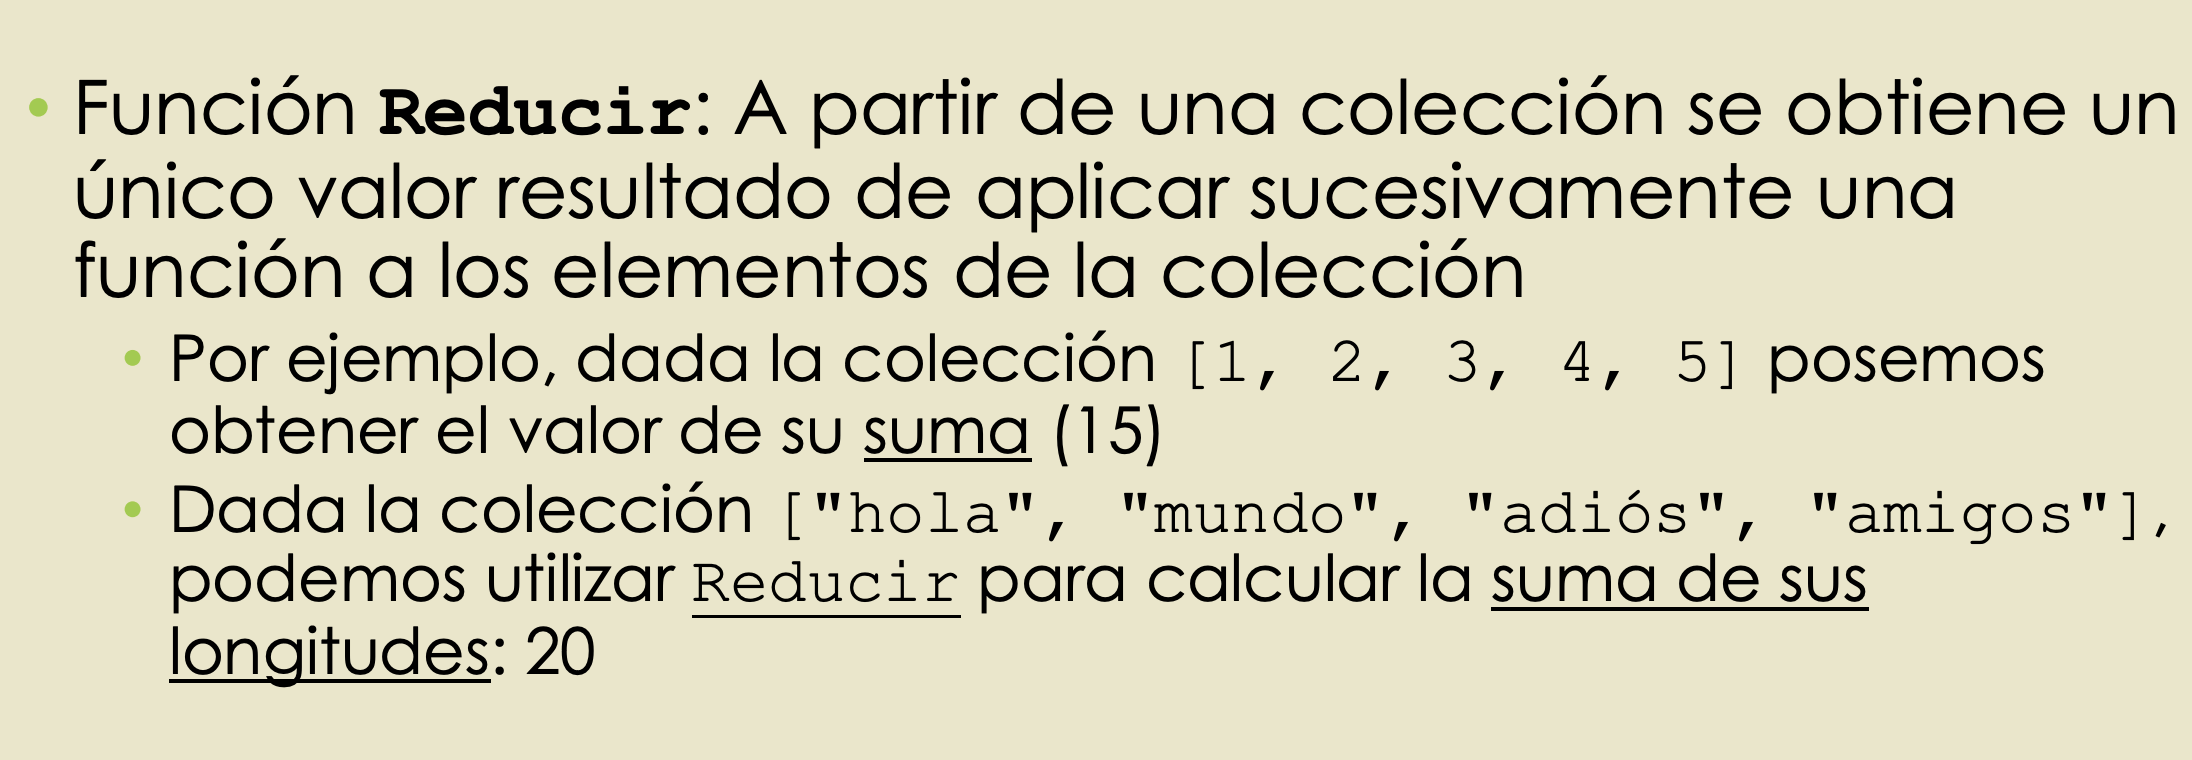 • Función Reducir: A partir de una colección se obtiene un
único valor resultado de aplicar sucesivamente una
función a los elementos de la colección
• Por ejemplo, dada la colección [1, 2, 3, 4, 5] posemos
obtener el valor de su suma (15)
• Dada la colección ["hola", "mundo", "adiós", "amigos"],
podemos utilizar Reducir para calcular la suma de sus
longitudes: 20